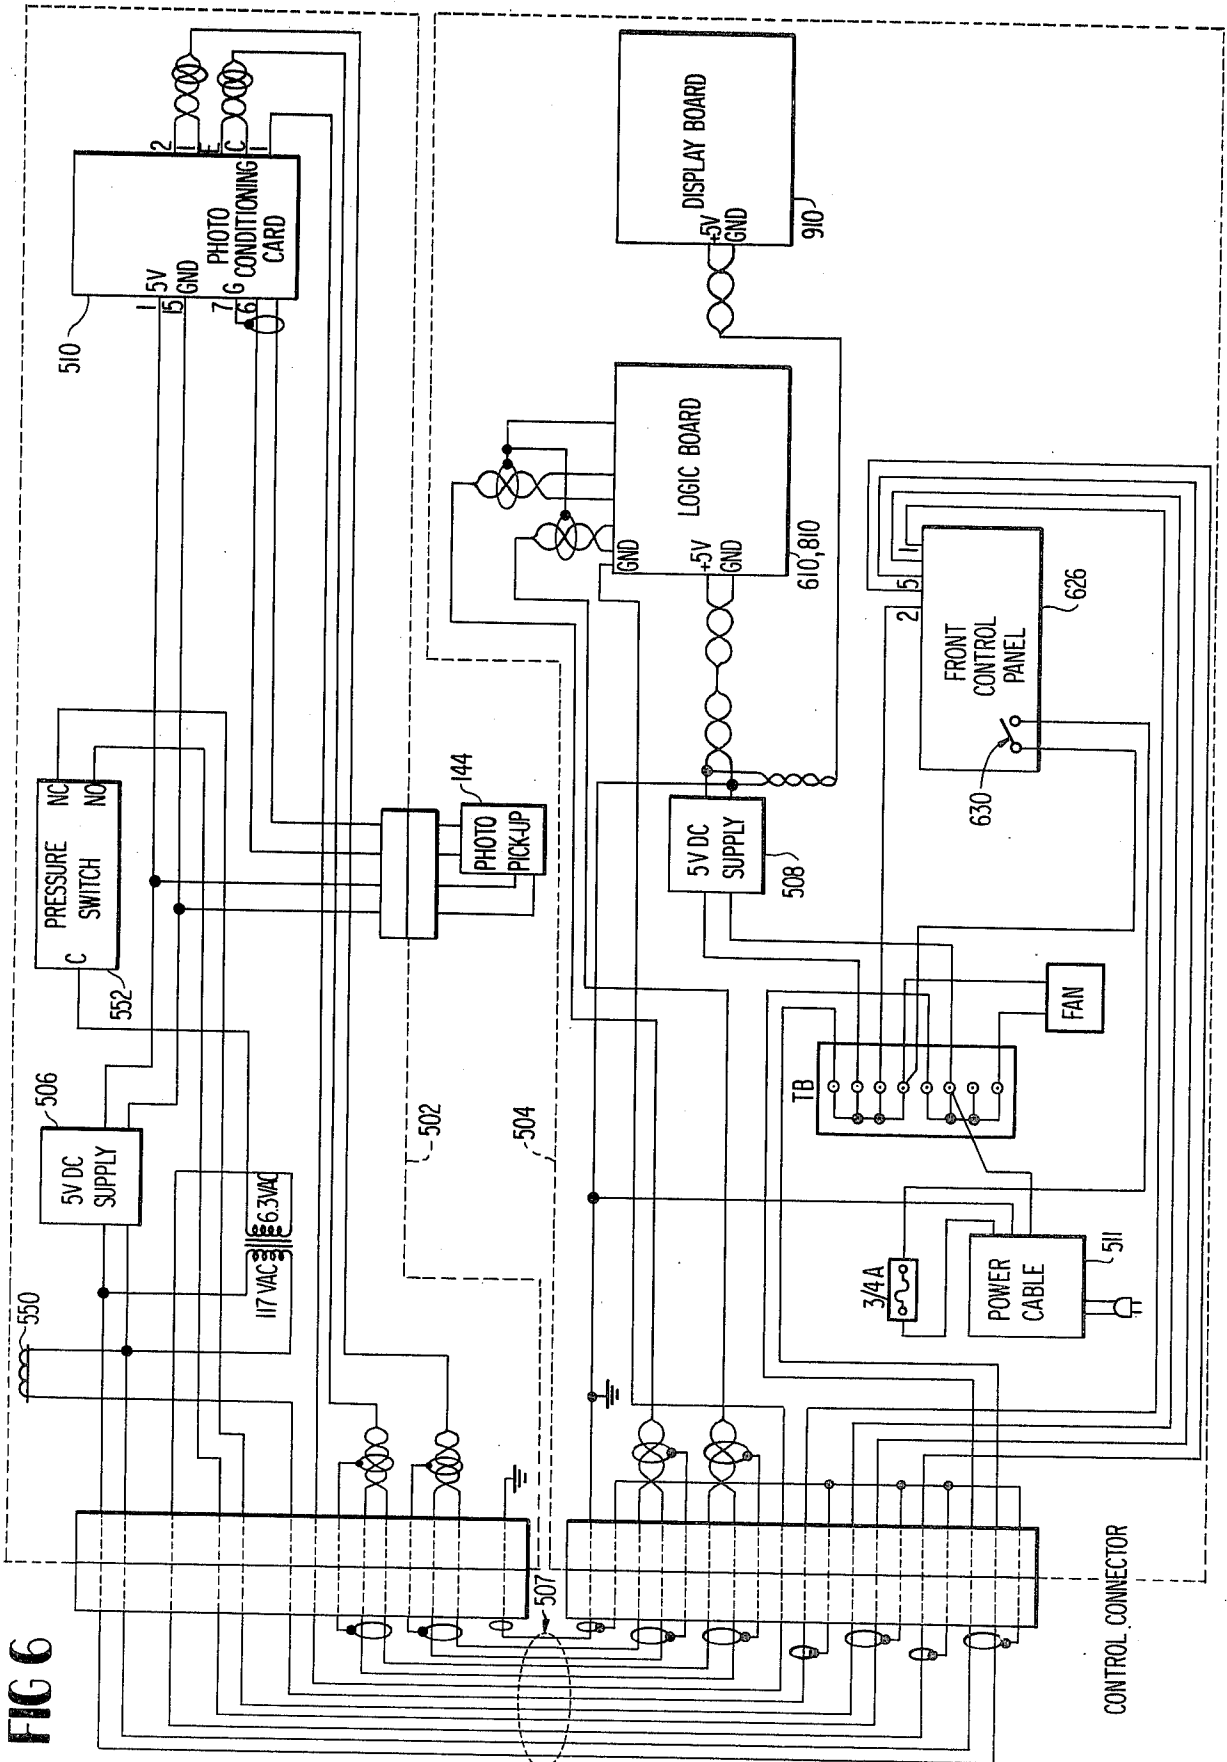 FIG 6
510
2
1
E
C
1
1
5V
15
GND
7
G
6
PHOTO
CONDITIONING
CARD
DISPLAY BOARD
+5V
GND
910
LOGIC BOARD
GND
+5V
GND
610,810
PRESSURE
SWITCH
NC
NO
C
552
144
PHOTO
PICK-UP
506
5V DC
SUPPLY
5V DC
SUPPLY
508
2
5
1
FRONT
CONTROL
PANEL
626
630
550
117 VAC
6.3VAC
502
504
TB
FAN
3/4 A
POWER
CABLE
511
507
CONTROL CONNECTOR